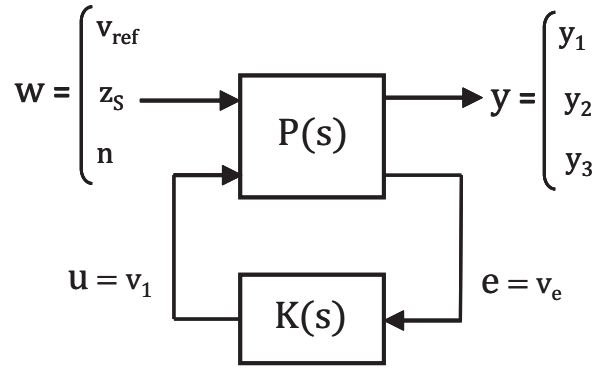 v_ref
w = z_S
n
P(s)
y = y_1
y_2
y_3
u = v_1
K(s)
e = v_e